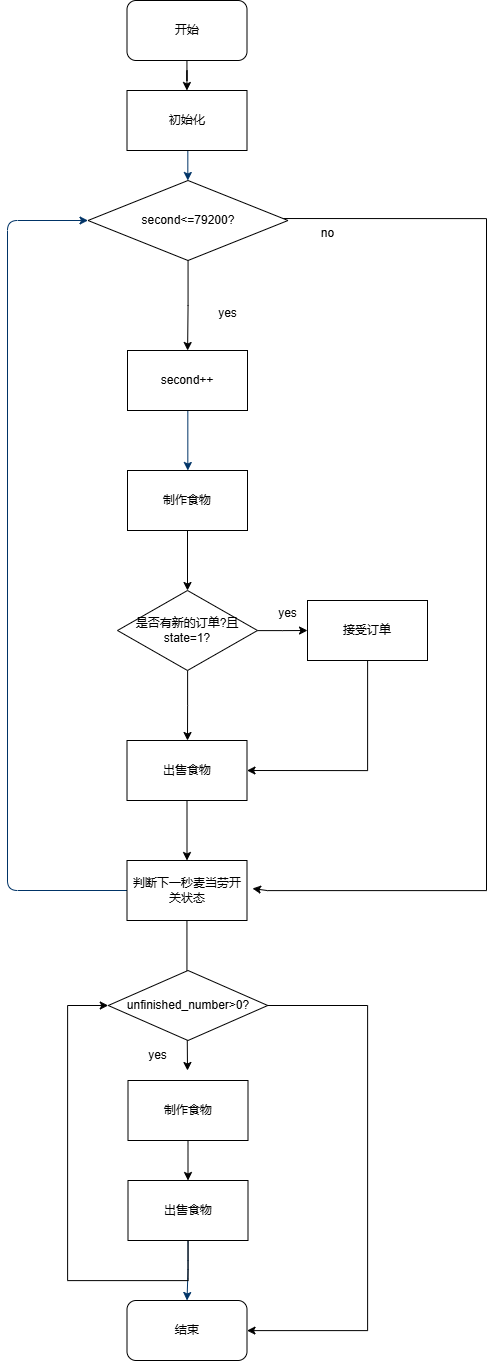 开始
初始化
second<=79200?
no
yes
second++
制作食物
是否有新的订单?且
state=1?
yes
接受订单
出售食物
判断下一秒麦当劳开
关状态
unfinished_number>0?
yes
制作食物
出售食物
结束